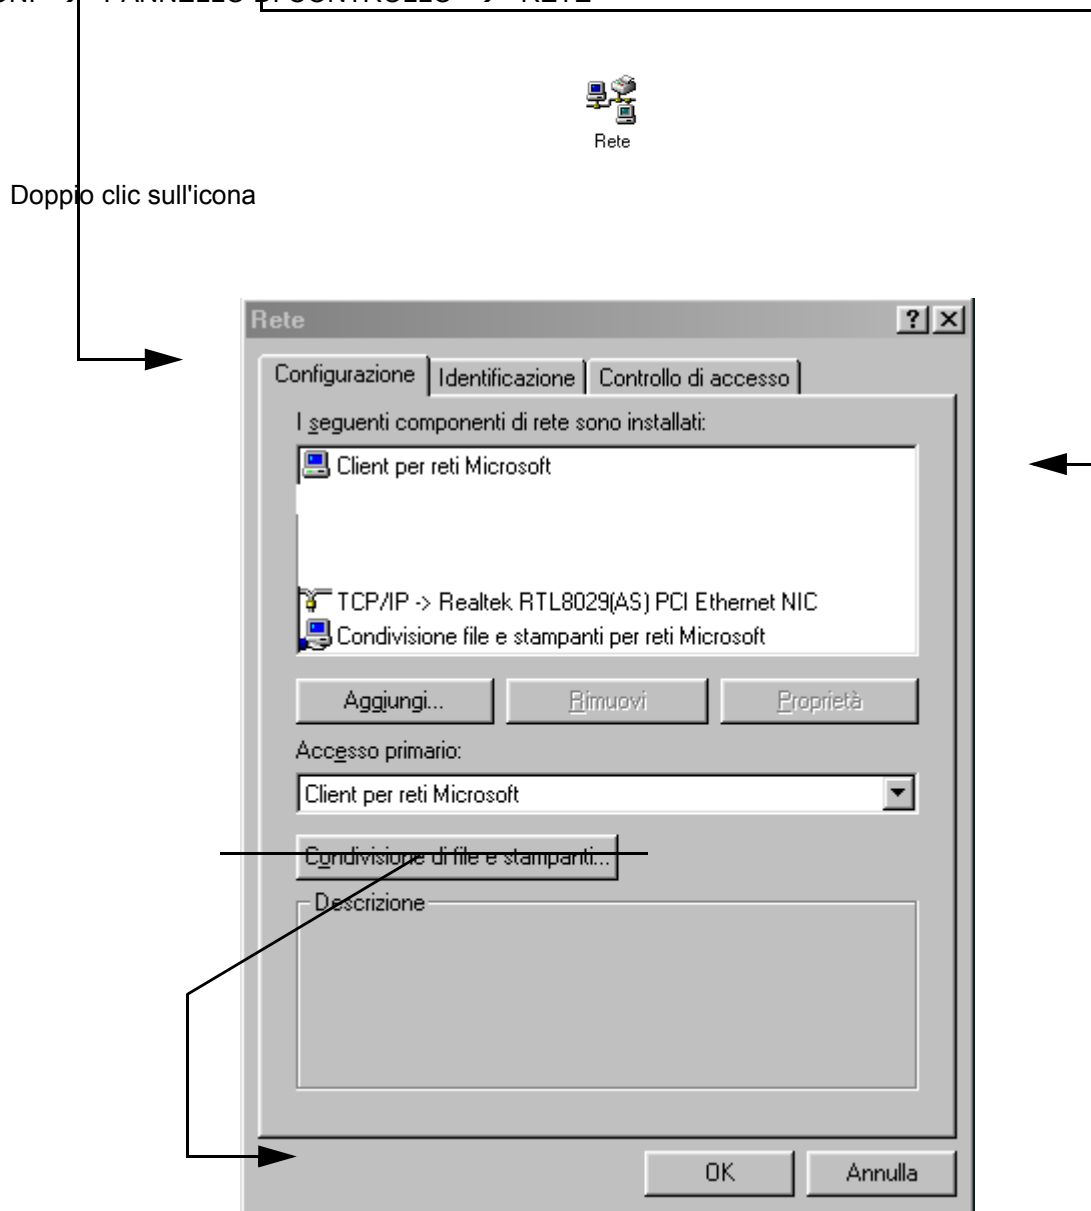 PANNELLO DI CONTROLLO → RETE
Rete
Doppio clic sull'icona
Rete
Configurazione Identificazione Controllo di accesso
I seguenti componenti di rete sono installati:
Client per reti Microsoft
TCP/IP -> Realtek RTL8029(AS) PCI Ethernet NIC
Condivisione file e stampanti per reti Microsoft
Aggiungi... Rimuovi Proprietà
Accesso primario:
Client per reti Microsoft
Condivisione di file e stampanti...
Descrizione
OK Annulla